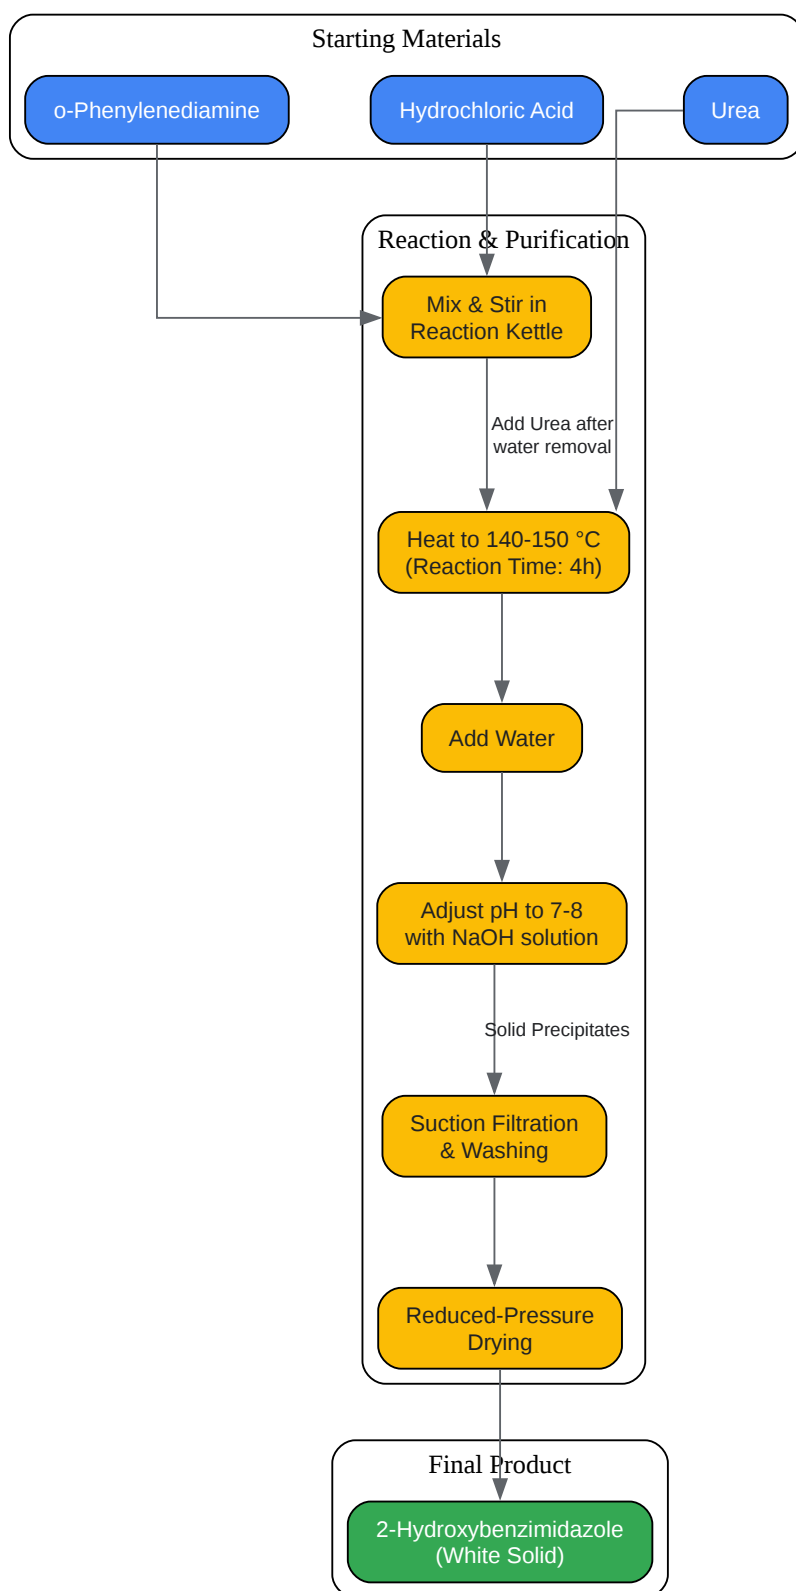 Starting Materials
o-Phenylenediamine
Hydrochloric Acid
Urea
Reaction & Purification
Mix & Stir in
Reaction Kettle
Add Urea after
water removal
Heat to 140-150 °C
(Reaction Time: 4h)
Add Water
Adjust pH to 7-8
with NaOH solution
Solid Precipitates
Suction Filtration
& Washing
Reduced-Pressure
Drying
Final Product
2-Hydroxybenzimidazole
(White Solid)